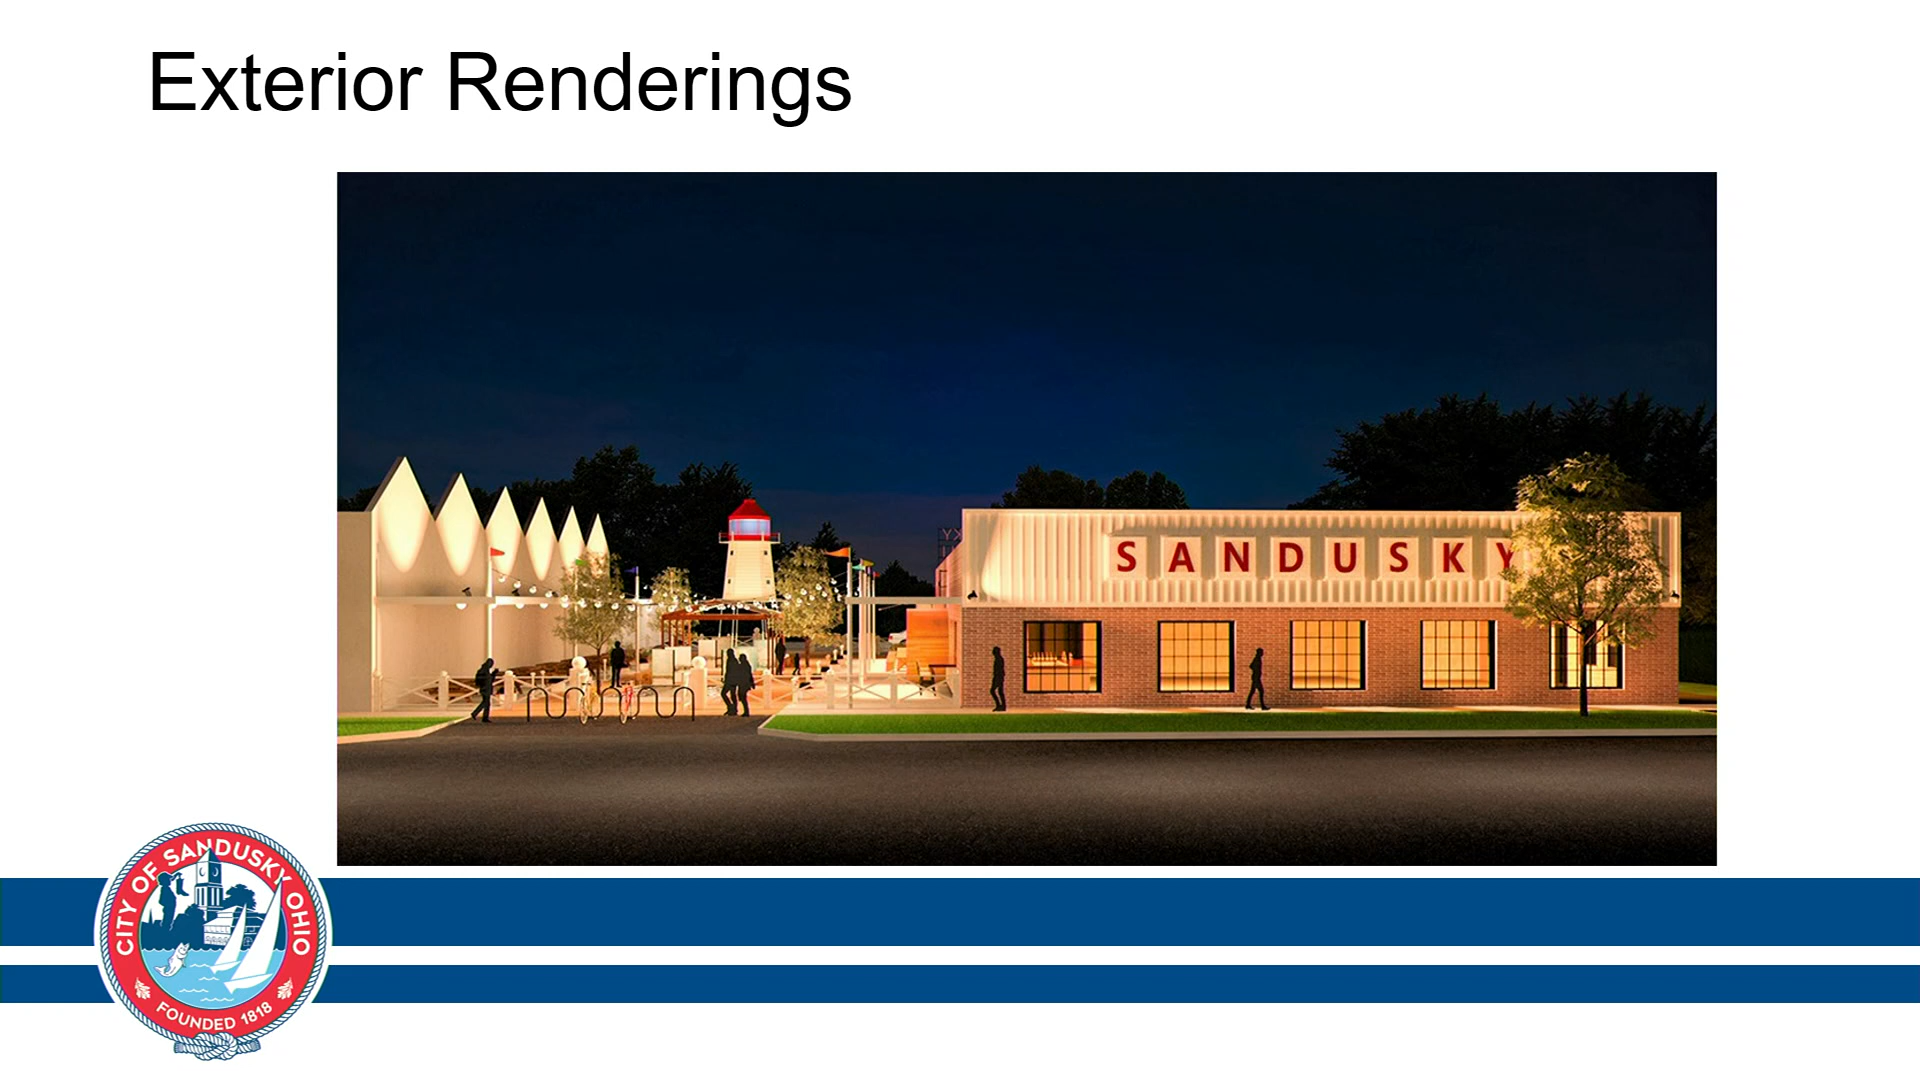 Exterior Renderings
SANDUSKY
CITY OF SANDUSKY OHIO
FOUNDED 1818